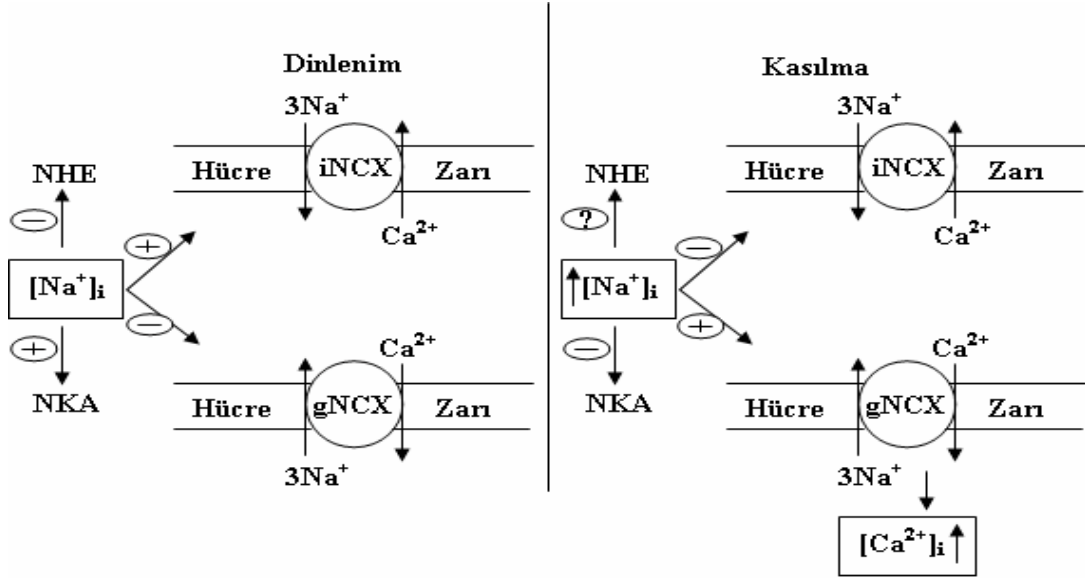 Dinlenim
3Na⁺
Hücre iNCX Zarı
NHE
−
Ca²⁺
+
[Na⁺]i
−
+
Ca²⁺
NKA
Hücre gNCX Zarı
3Na⁺
Kasılma
3Na⁺
Hücre iNCX Zarı
NHE
?
Ca²⁺
−
↑[Na⁺]i
+
−
Ca²⁺
NKA
Hücre gNCX Zarı
3Na⁺
[Ca²⁺]i↑